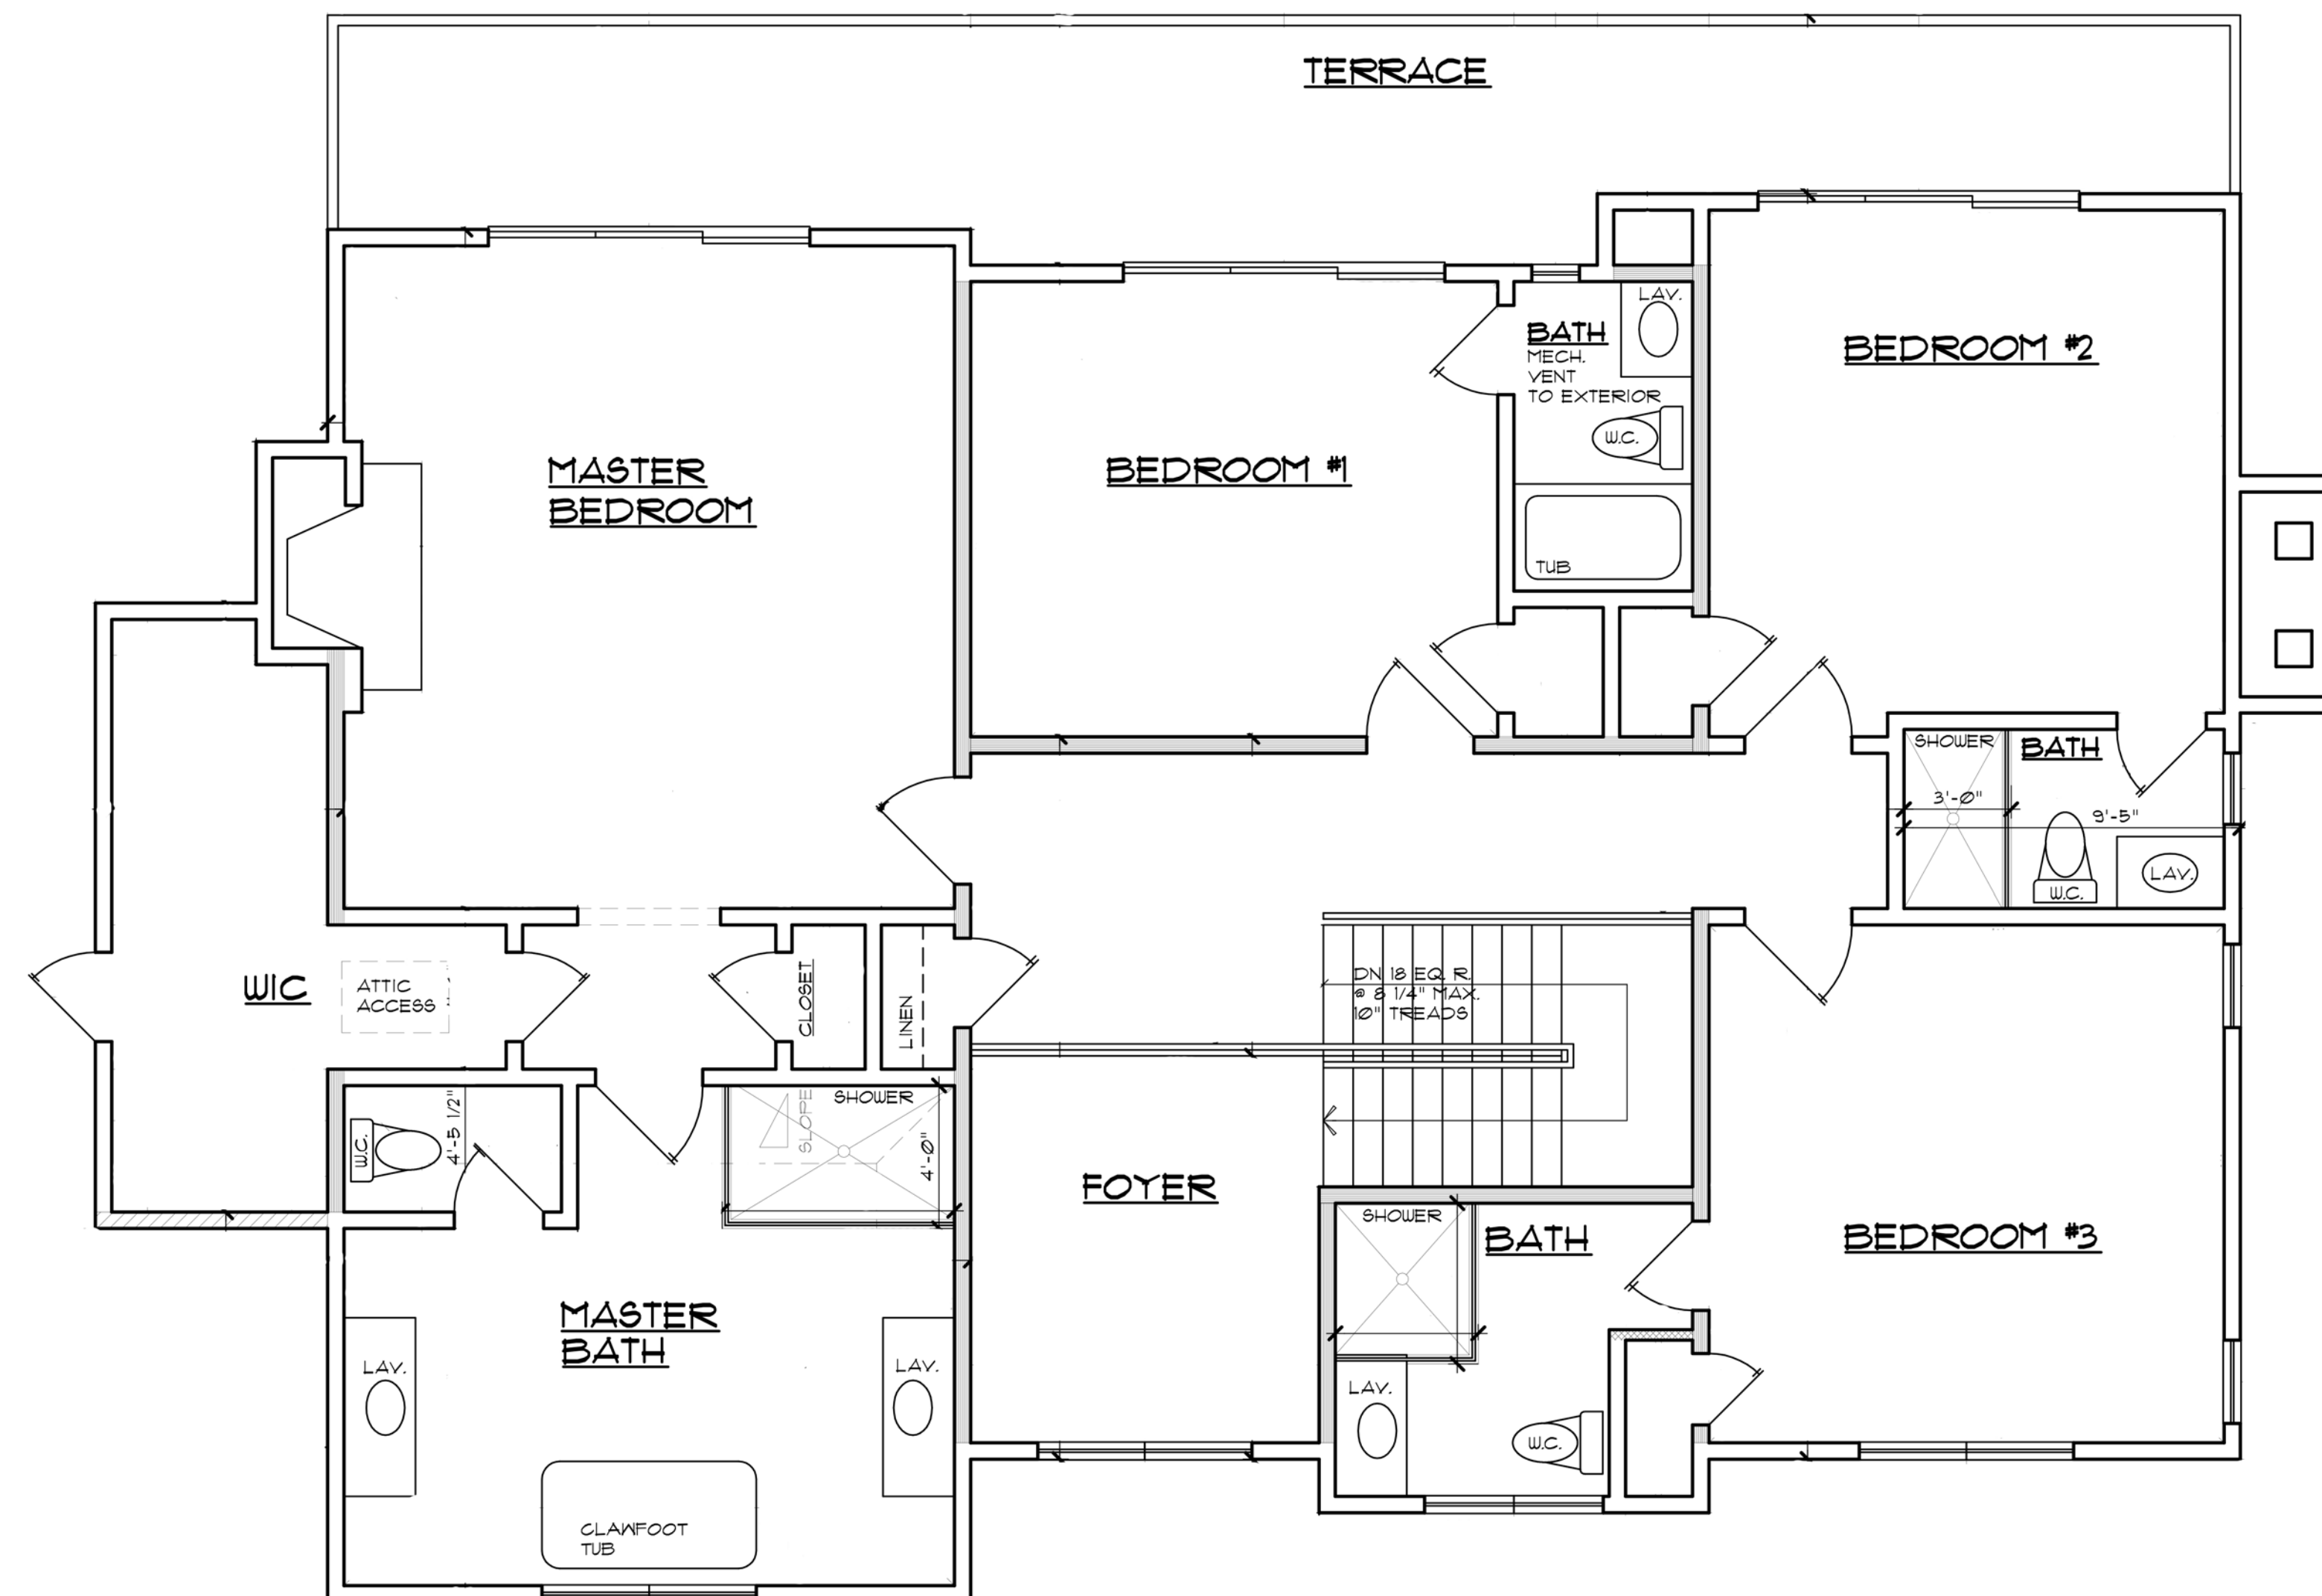 TERRACE
LAV.
BATH
MECH.
VENT
TO EXTERIOR
W.C.
TUB
BEDROOM #2
MASTER
BEDROOM
BEDROOM #1
SHOWER
BATH
3'-0"
9'-5"
W.C.
LAV.
WIC
ATTIC
ACCESS
CLOSET
LINEN
DN 18 EQ. R.
@ 8 1/4" MAX.
10" TREADS
W.C.
4'-5 1/2"
SLOPE
SHOWER
4'-0"
FOYER
SHOWER
BATH
BEDROOM #3
MASTER
BATH
LAV.
LAV.
LAV.
W.C.
CLAWFOOT
TUB